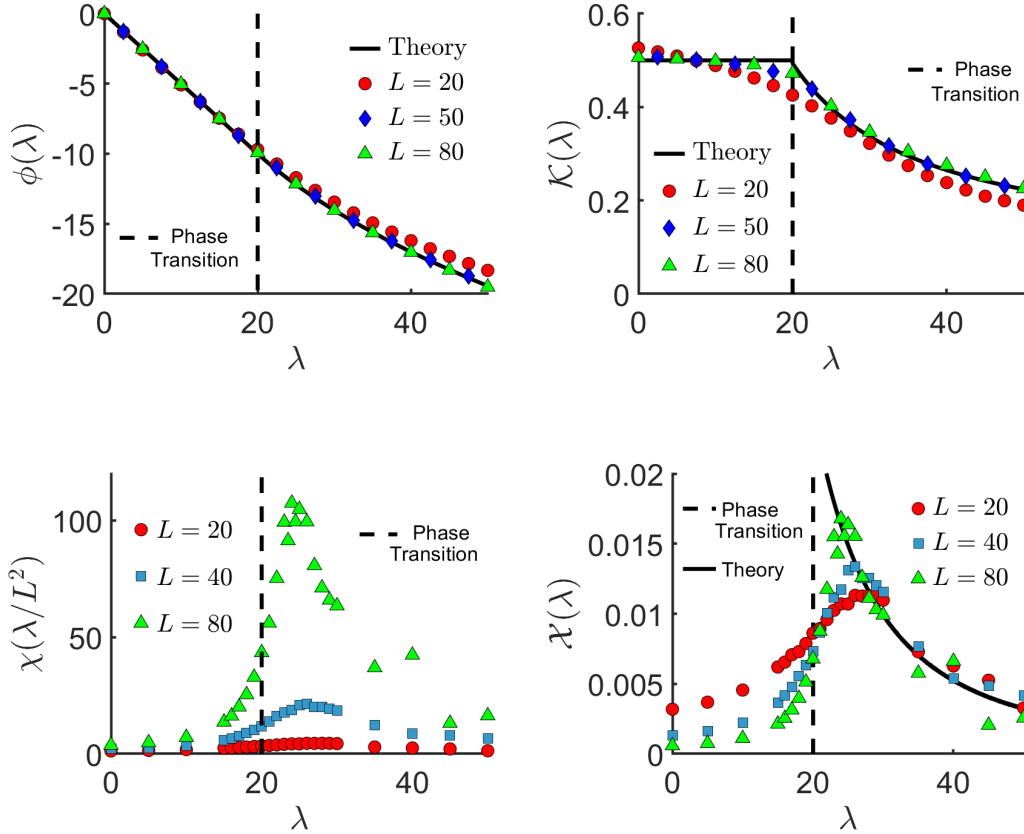 0
-5
-10
-15
-20
0
20
40
ϕ(λ)
λ
Theory
L = 20
L = 50
L = 80
Phase
Transition
0.6
0.4
0.2
0
0
20
40
𝒦(λ)
λ
Phase
Transition
Theory
L = 20
L = 50
L = 80
100
50
0
0
20
40
χ(λ/L²)
λ
L = 20
L = 40
L = 80
Phase
Transition
0.02
0.015
0.01
0.005
0
0
20
40
𝒳(λ)
λ
Phase
Transition
Theory
L = 20
L = 40
L = 80